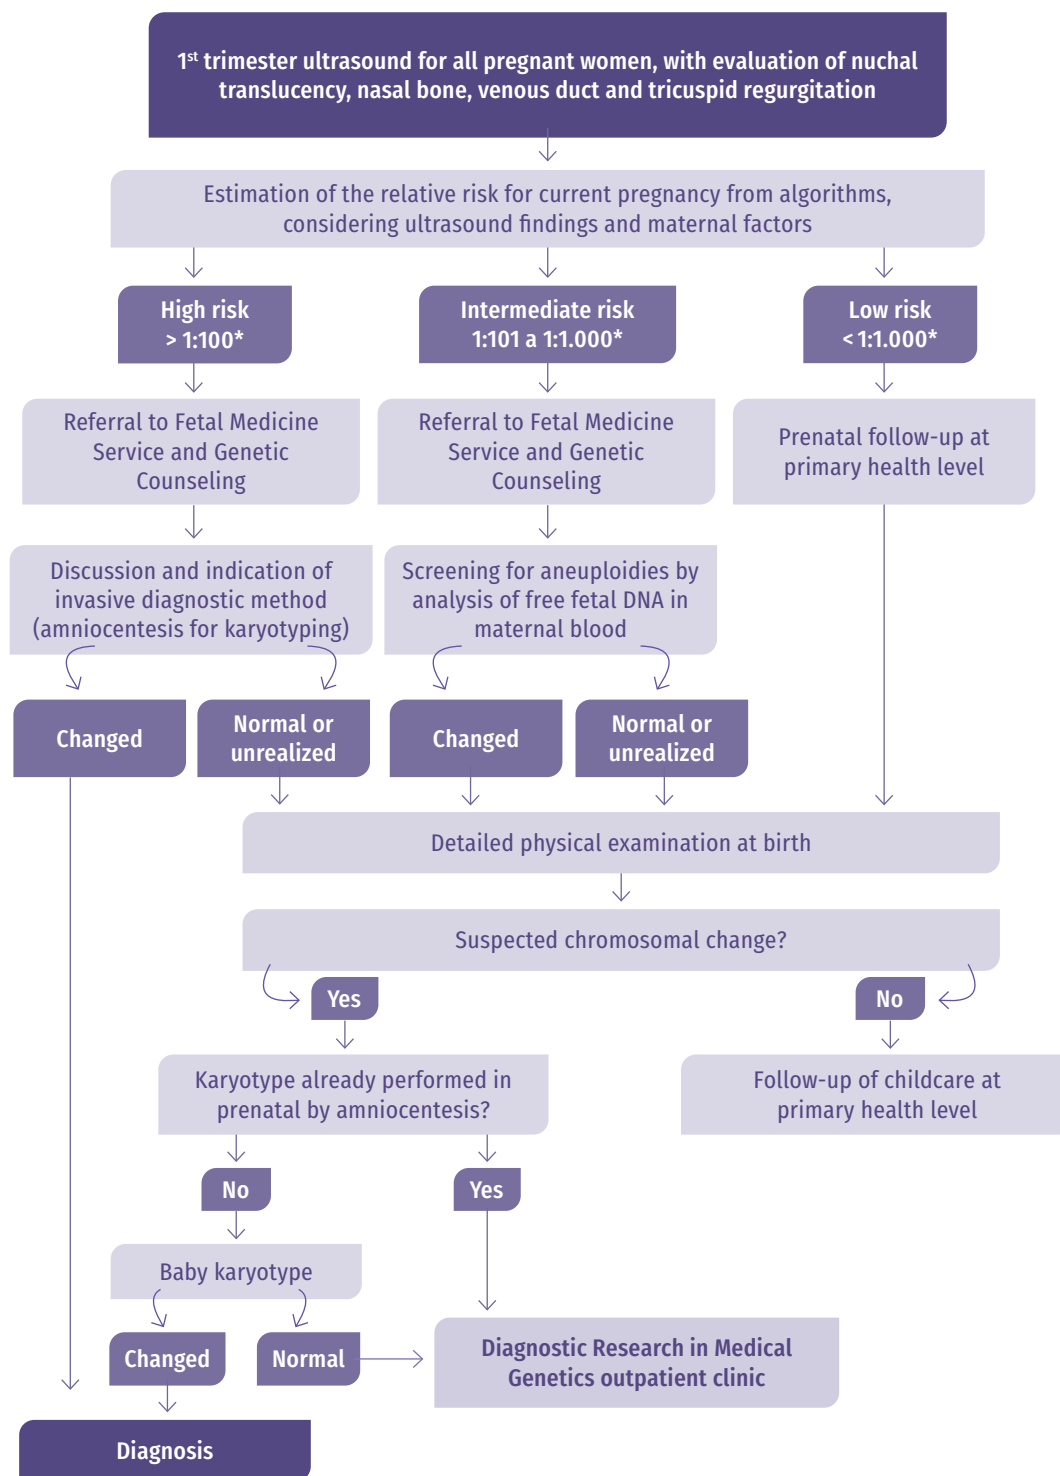 1st trimester ultrasound for all pregnant women, with evaluation of nuchal
translucency, nasal bone, venous duct and tricuspid regurgitation
Estimation of the relative risk for current pregnancy from algorithms,
considering ultrasound findings and maternal factors
High risk
> 1:100*
Intermediate risk
1:101 a 1:1.000*
Low risk
< 1:1.000*
Referral to Fetal Medicine
Service and Genetic
Counseling
Referral to Fetal Medicine
Service and Genetic
Counseling
Prenatal follow-up at
primary health level
Discussion and indication of
invasive diagnostic method
(amniocentesis for karyotyping)
Screening for aneuploidies by
analysis of free fetal DNA in
maternal blood
Changed
Normal or
unrealized
Changed
Normal or
unrealized
Detailed physical examination at birth
Suspected chromosomal change?
Yes
No
Karyotype already performed in
prenatal by amniocentesis?
Follow-up of childcare at
primary health level
No
Yes
Baby karyotype
Changed
Normal
Diagnostic Research in Medical
Genetics outpatient clinic
Diagnosis